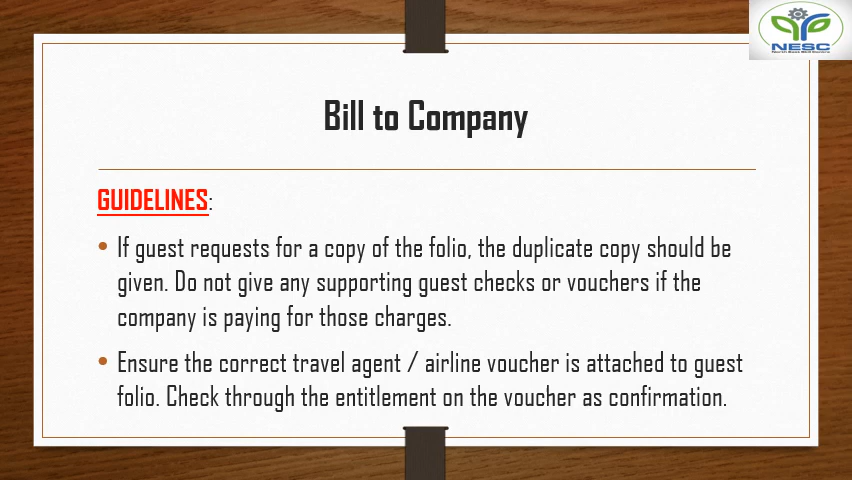 NESC
Bill to Company
GUIDELINES:
• If guest requests for a copy of the folio, the duplicate copy should be
given. Do not give any supporting guest checks or vouchers if the
company is paying for those charges.
• Ensure the correct travel agent / airline voucher is attached to guest
folio. Check through the entitlement on the voucher as confirmation.